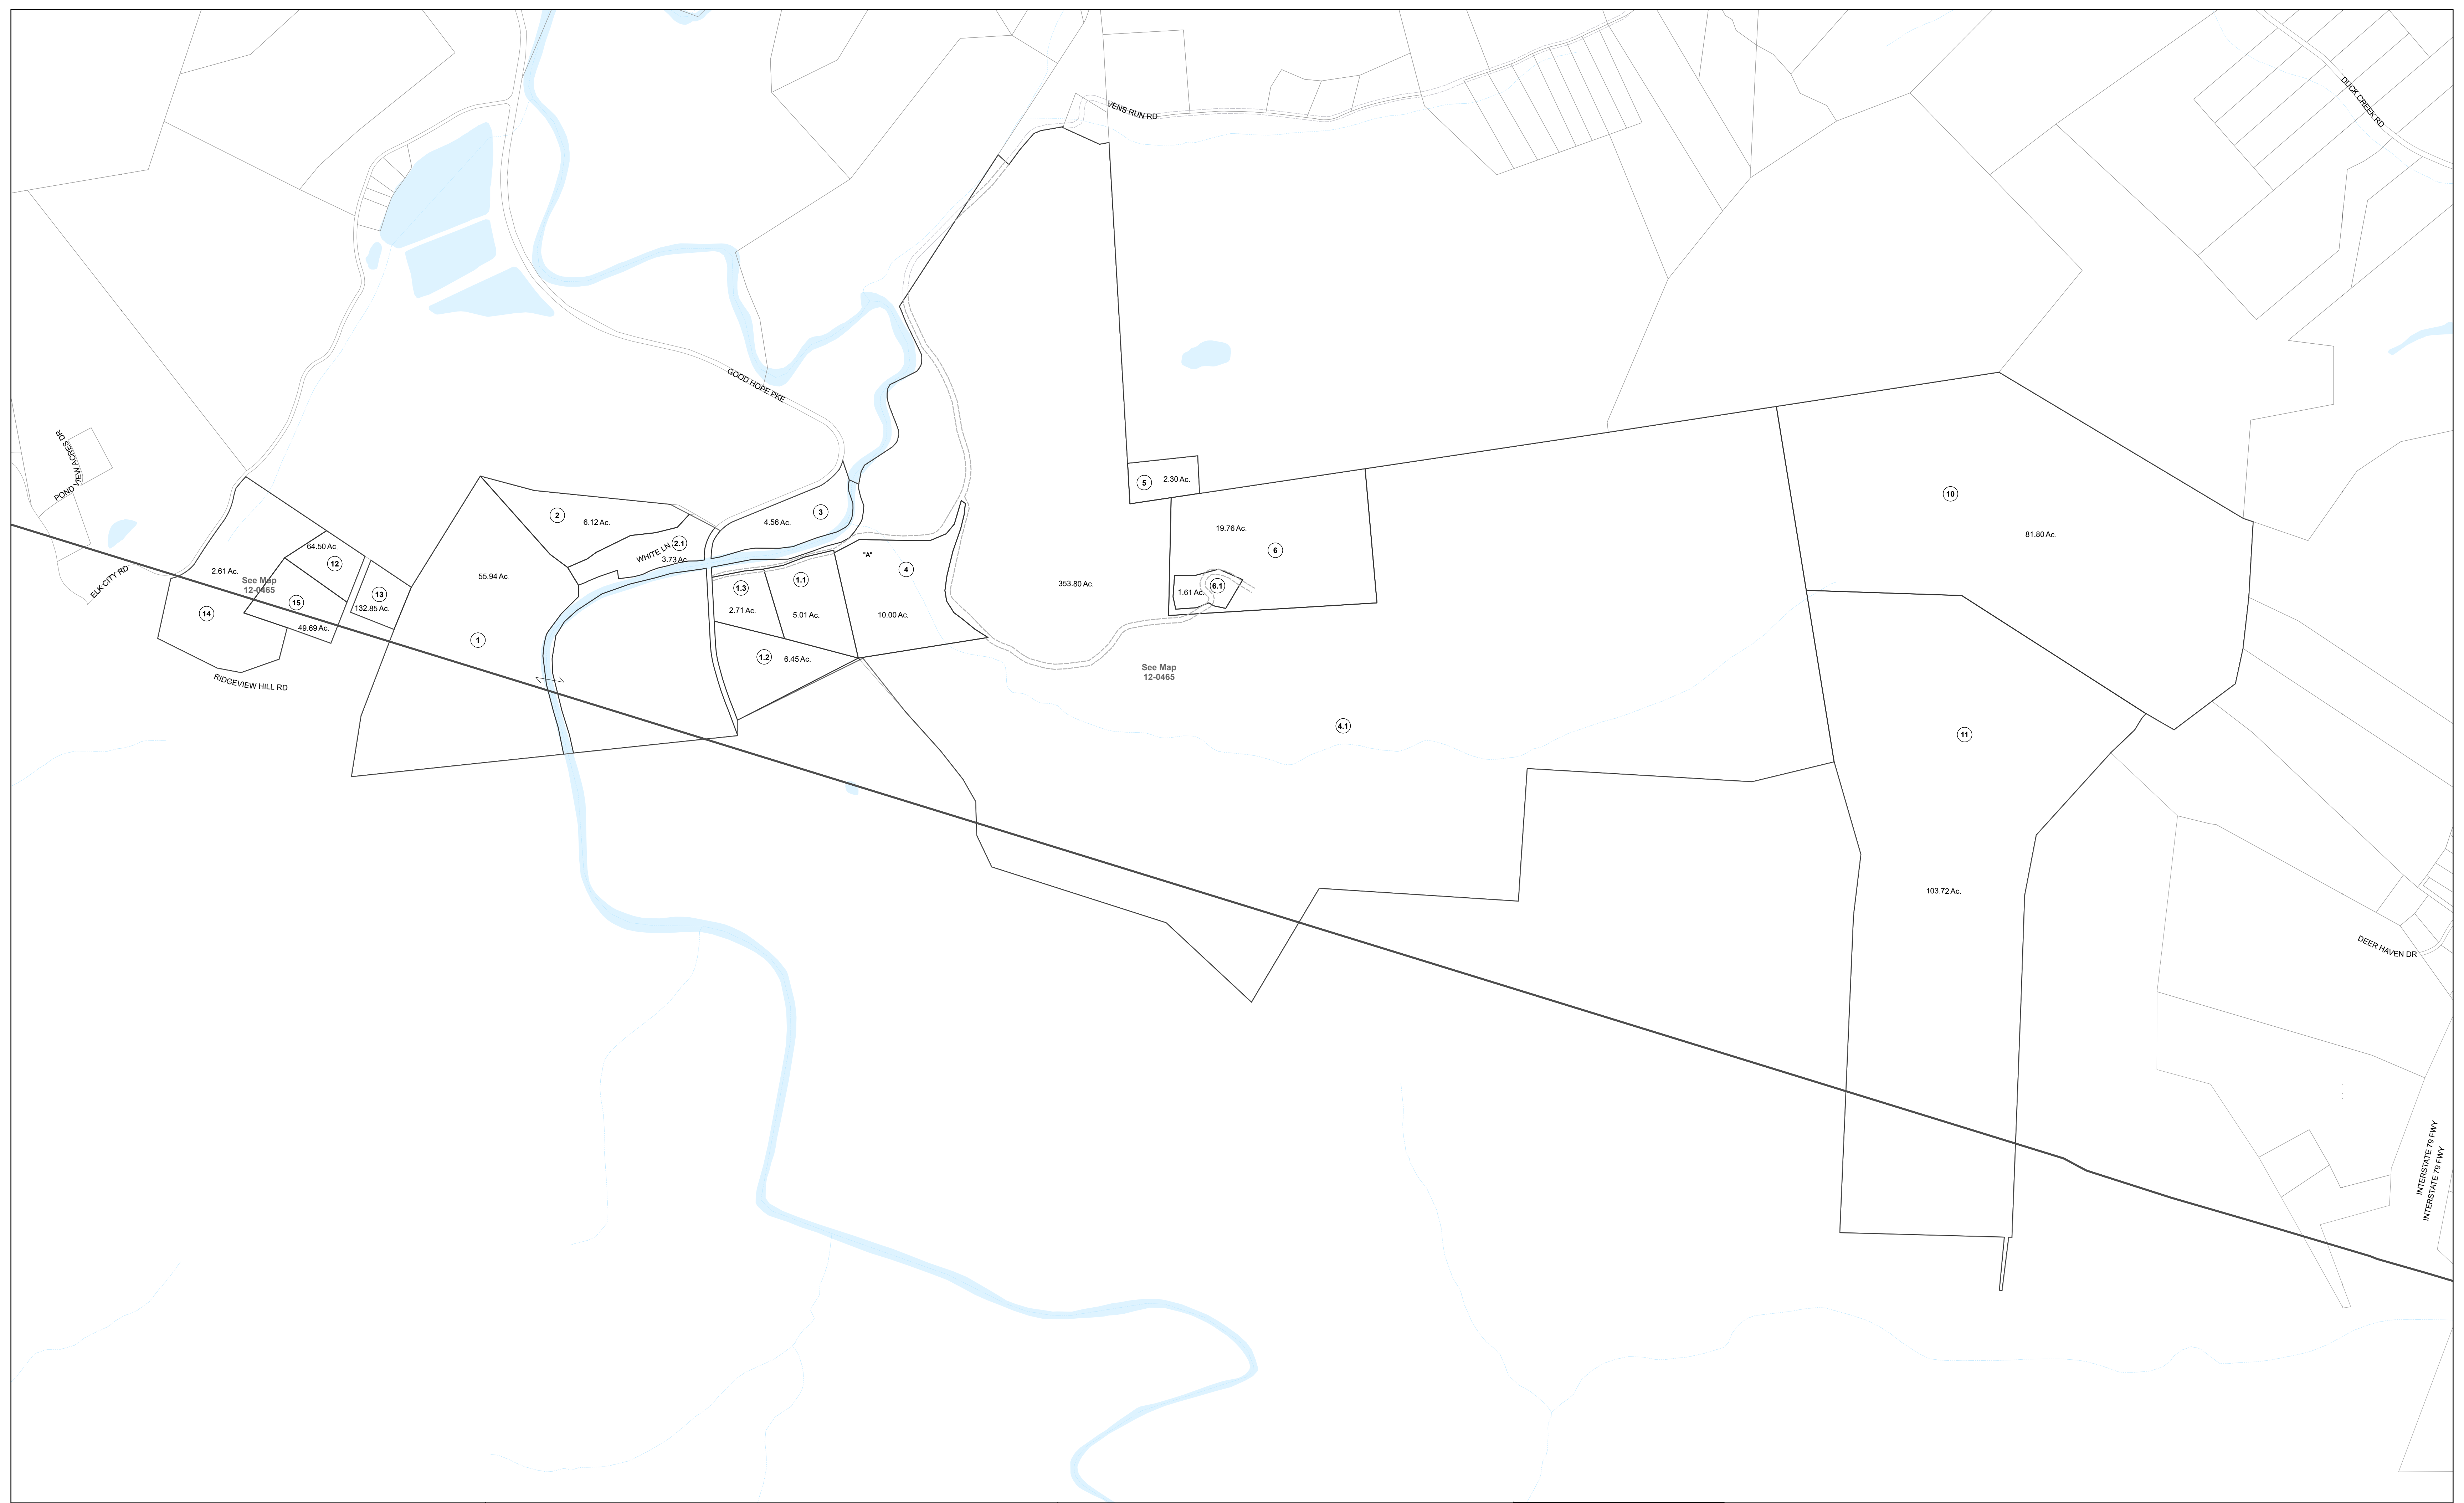 DUCK CREEK RD
VENS RUN RD
GOOD HOPE PKE
POND VIEW ACRES DR
5
2.30 Ac.
10
81.80 Ac.
2
6.12 Ac.
3
4.56 Ac.
19.76 Ac.
6
WHITE LN
2.1
3.73 Ac.
"A"
64.50 Ac.
12
2.61 Ac.
See Map
12-0465
ELK CITY RD
55.94 Ac.
4
353.80 Ac.
1.3
1.1
6.1
1.61 Ac.
13
132.85 Ac.
15
14
2.71 Ac.
5.01 Ac.
10.00 Ac.
49.69 Ac.
1
1.2
6.45 Ac.
See Map
12-0465
RIDGEVIEW HILL RD
4.1
11
103.72 Ac.
DEER HAVEN DR
INTERSTATE 79 FWY
INTERSTATE 79 FWY